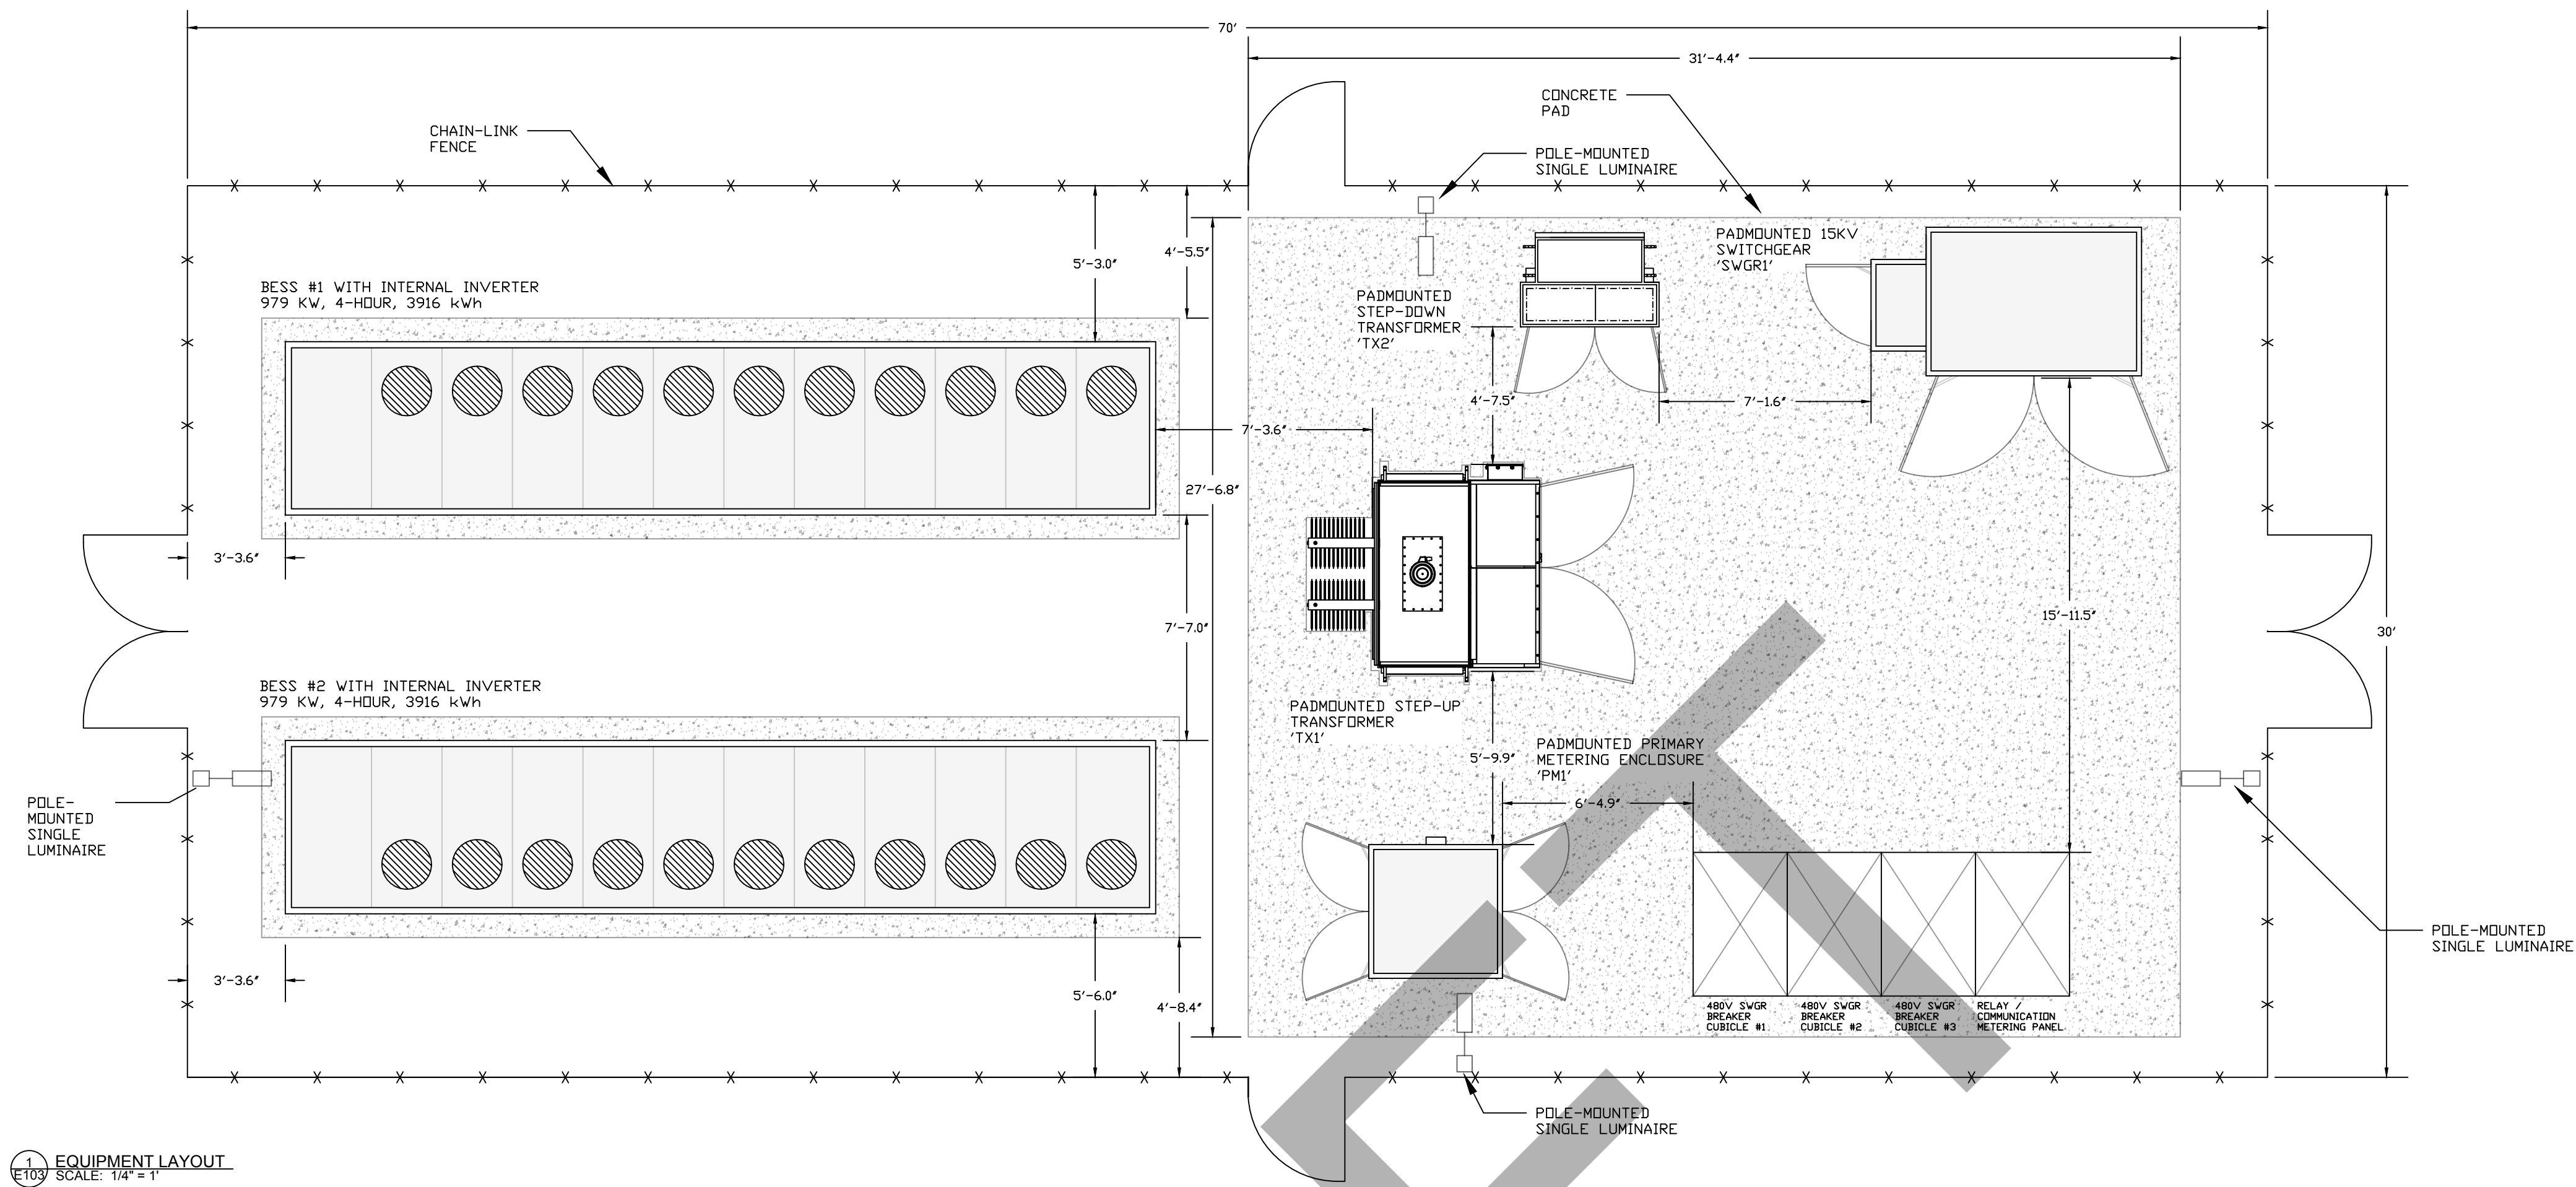 70'
31'-4.4"
CONCRETE
PAD
CHAIN-LINK
FENCE
POLE-MOUNTED
SINGLE LUMINAIRE
PADMOUNTED 15KV
SWITCHGEAR
'SWGR1'
4'-5.5"
5'-3.0"
BESS #1 WITH INTERNAL INVERTER
979 KW, 4-HOUR, 3916 kWh
PADMOUNTED
STEP-DOWN
TRANSFORMER
'TX2'
4'-7.5"
7'-1.6"
7'-3.6"
27'-6.8"
3'-3.6"
7'-7.0"
15'-11.5"
30'
BESS #2 WITH INTERNAL INVERTER
979 KW, 4-HOUR, 3916 kWh
PADMOUNTED STEP-UP
TRANSFORMER
'TX1'
PADMOUNTED PRIMARY
METERING ENCLOSURE
'PM1'
5'-9.9"
6'-4.9"
POLE-
MOUNTED
SINGLE
LUMINAIRE
POLE-MOUNTED
SINGLE LUMINAIRE
3'-3.6"
5'-6.0"
4'-8.4"
480V SWGR
BREAKER
CUBICLE #1
480V SWGR
BREAKER
CUBICLE #2
480V SWGR
BREAKER
CUBICLE #3
RELAY /
COMMUNICATION
METERING PANEL
POLE-MOUNTED
SINGLE LUMINAIRE
1
E103
EQUIPMENT LAYOUT
SCALE: 1/4" = 1'